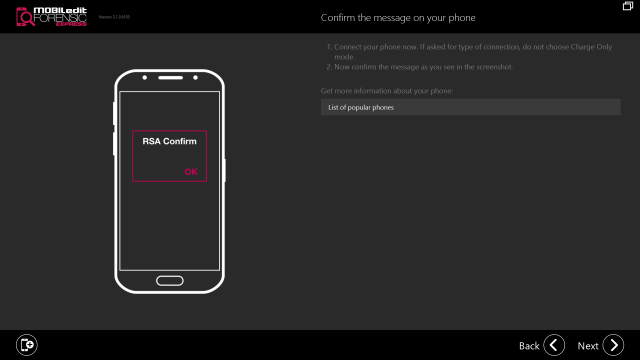 MOBILedit
FORENSIC
EXPRESS
Confirm the message on your phone
1. Connect your phone now. If asked for type of connection, do not choose Charge Only
mode.
2. Now confirm the message as you see in the screenshot.
Get more information about your phone:
List of popular phones
RSA Confirm
OK
Back
Next